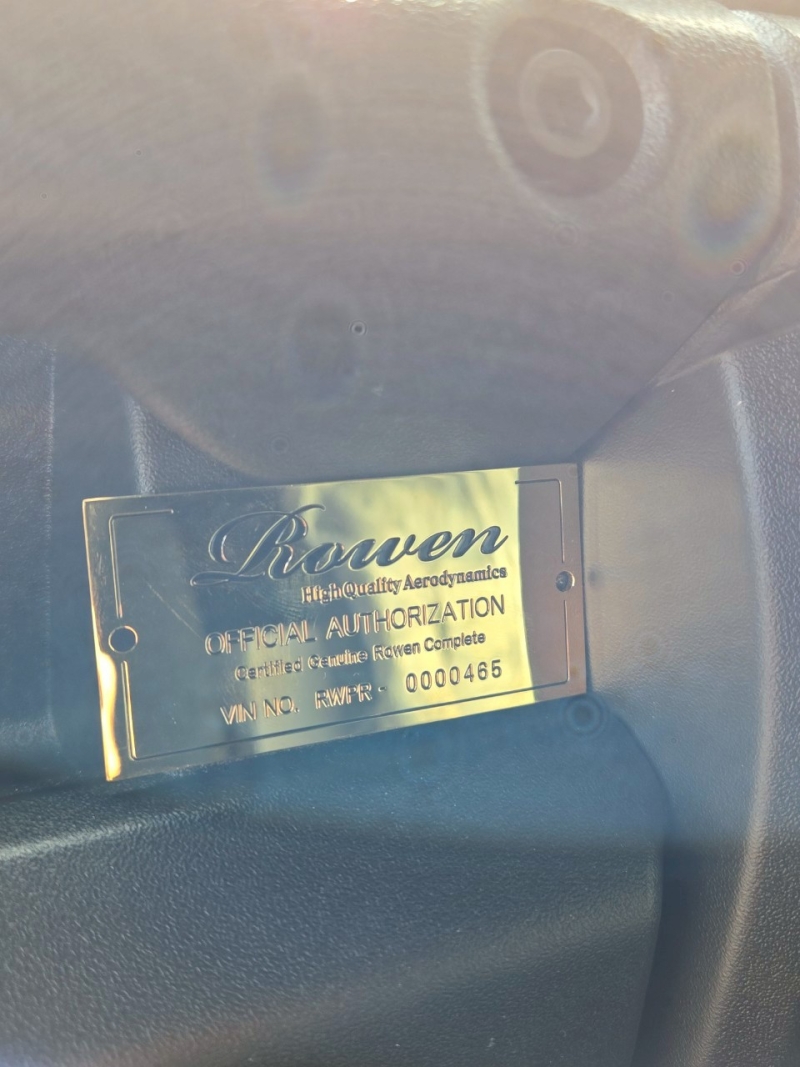 Rowen
High Quality Aerodynamics
OFFICIAL AUTHORIZATION
Certified Genuine Rowen Complete
VIN NO. RWPR - 0000465